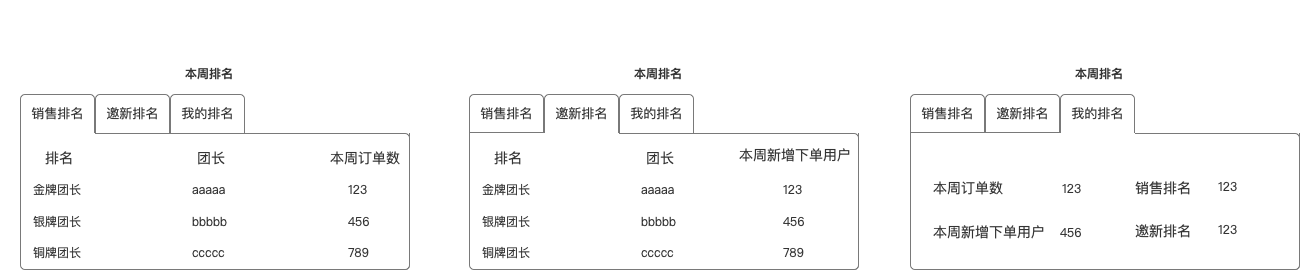 本周排名
销售排名 邀新排名 我的排名
排名 团长 本周订单数
金牌团长 aaaaa 123
银牌团长 bbbbb 456
铜牌团长 ccccc 789
本周排名
销售排名 邀新排名 我的排名
排名 团长 本周新增下单用户
金牌团长 aaaaa 123
银牌团长 bbbbb 456
铜牌团长 ccccc 789
本周排名
销售排名 邀新排名 我的排名
本周订单数 123 销售排名 123
本周新增下单用户 456 邀新排名 123